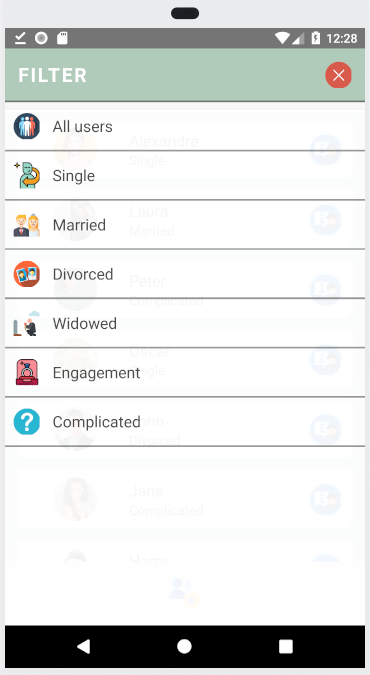 12:28
FILTER
All users
Alexandra
Single
Single
Laura
Married
Married
Peter
Divorced
Complicated
Widowed
Oscar
Single
Engagement
John
Complicated
Divorced
Jane
Complicated
Harry